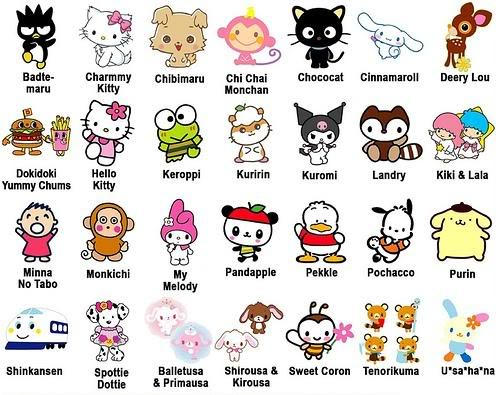 Badtz-
maru
Charmmy
Kitty
Chibimaru
Chi Chai
Monchan
Chococat
Cinnamaroll
Deery Lou
Dokidoki
Yummy Chums
Hello
Kitty
Keroppi
Kuririn
Kuromi
Landry
Kiki & Lala
Minna
No Tabo
Monkichi
My
Melody
Pandapple
Pekkle
Pochacco
Purin
Shinkansen
Spottie
Dottie
Balletusa
& Primausa
Shirousa &
Kirousa
Sweet Coron
Tenorikuma
U*sa*ha*na